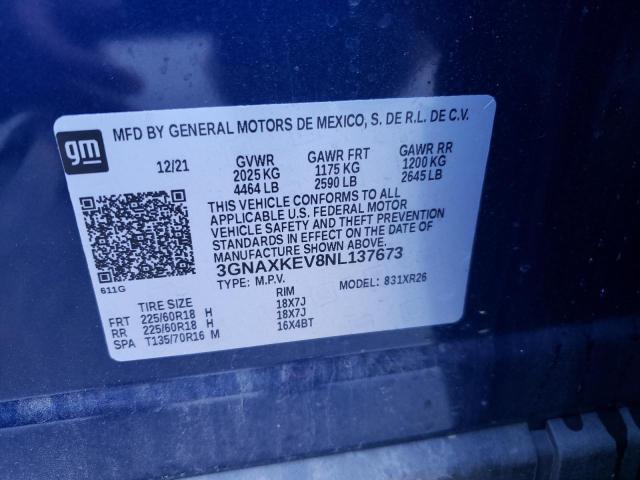 gm
MFD BY GENERAL MOTORS DE MEXICO, S. DE R.L. DE C.V.
12/21 GVWR GAWR FRT GAWR RR
2025 KG 1175 KG 1200 KG
4464 LB 2590 LB 2645 LB
THIS VEHICLE CONFORMS TO ALL
APPLICABLE U.S. FEDERAL MOTOR
VEHICLE SAFETY AND THEFT PREVENTION
STANDARDS IN EFFECT ON THE DATE OF
MANUFACTURE SHOWN ABOVE.
3GNAXKEV8NL137673
TYPE: M.P.V. MODEL: 831XR26
611G
TIRE SIZE RIM
FRT 225/60R18 H 18X7J
RR 225/60R18 H 18X7J
SPA T135/70R16 M 16X4BT